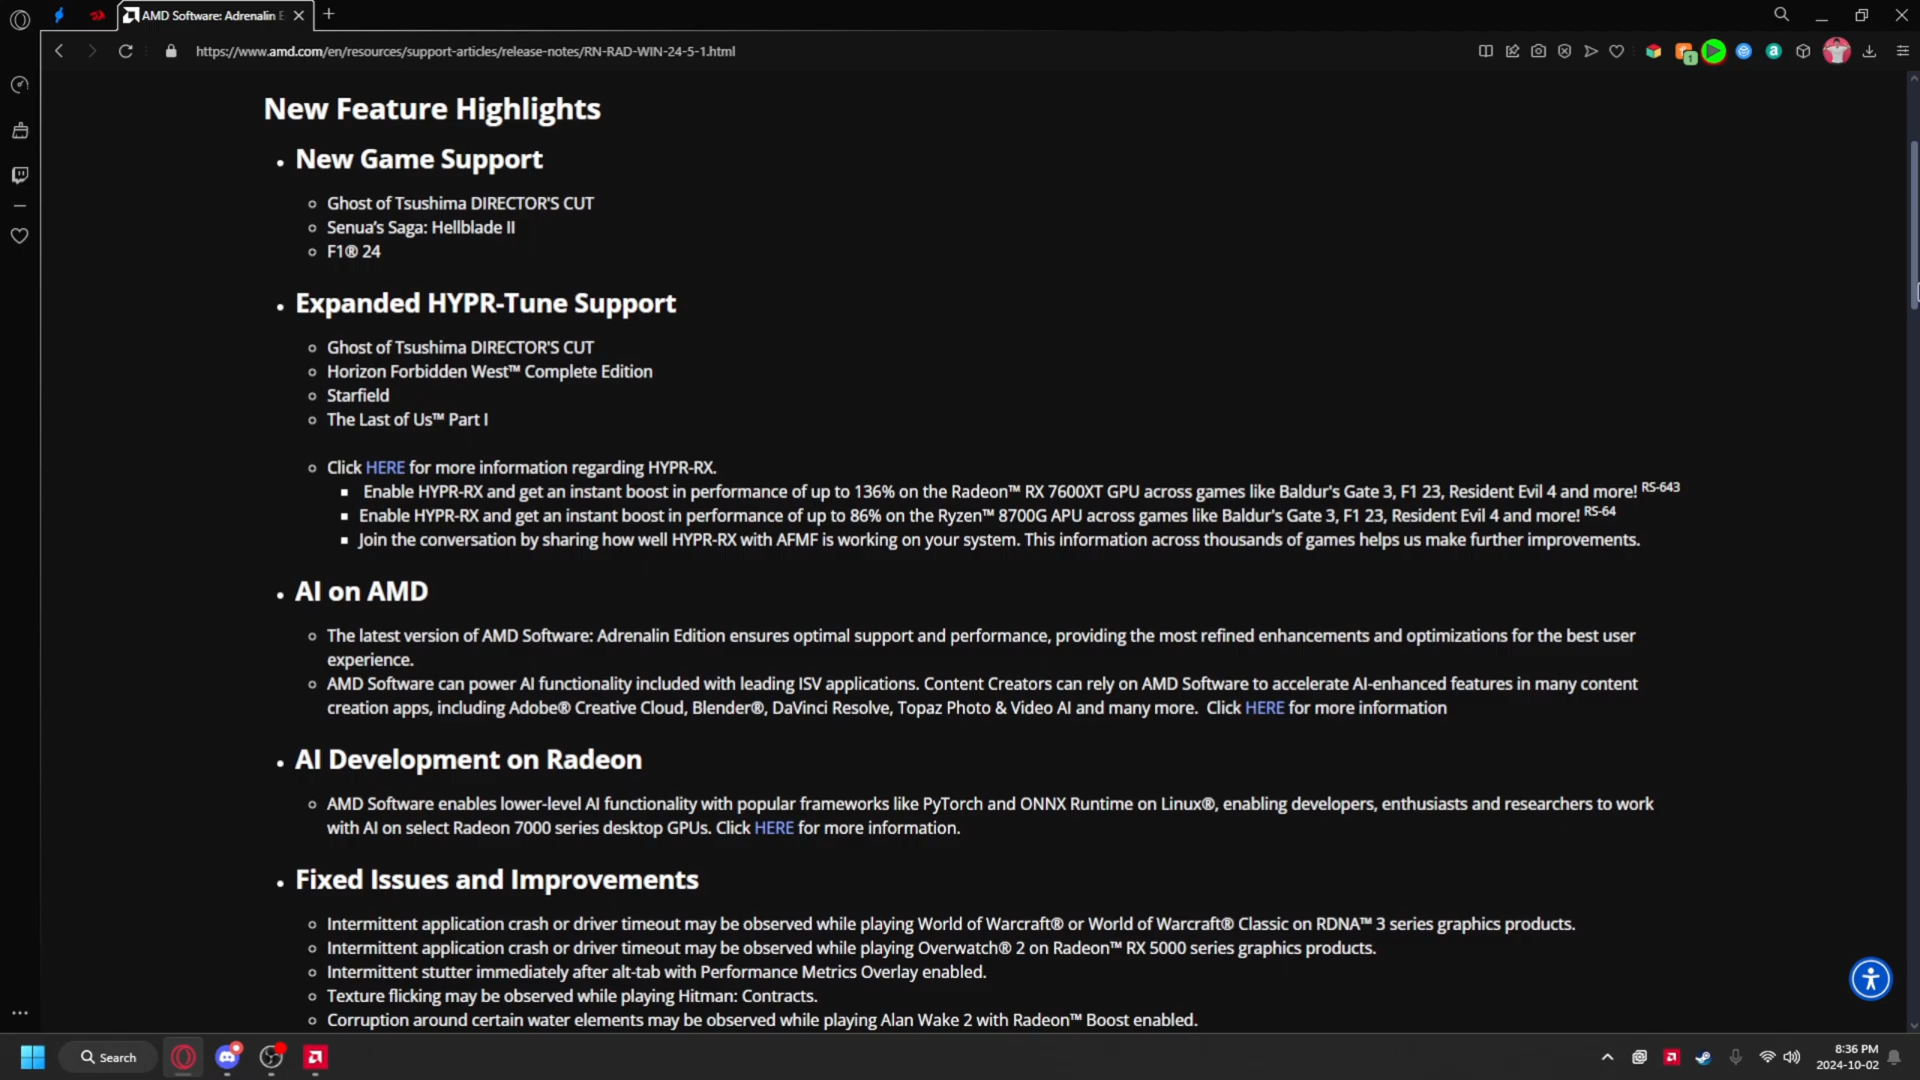 AMD Software: Adrenalin E
https://www.amd.com/en/resources/support-articles/release-notes/RN-RAD-WIN-24-5-1.html
1
New Feature Highlights
• New Game Support
Ghost of Tsushima DIRECTOR'S CUT
Senua's Saga: Hellblade II
F1® 24
• Expanded HYPR-Tune Support
Ghost of Tsushima DIRECTOR'S CUT
Horizon Forbidden West™ Complete Edition
Starfield
The Last of Us™ Part I
Click HERE for more information regarding HYPR-RX.
Enable HYPR-RX and get an instant boost in performance of up to 136% on the Radeon™ RX 7600XT GPU across games like Baldur's Gate 3, F1 23, Resident Evil 4 and more! RS-643
Enable HYPR-RX and get an instant boost in performance of up to 86% on the Ryzen™ 8700G APU across games like Baldur's Gate 3, F1 23, Resident Evil 4 and more! RS-64
Join the conversation by sharing how well HYPR-RX with AFMF is working on your system. This information across thousands of games helps us make further improvements.
• AI on AMD
The latest version of AMD Software: Adrenalin Edition ensures optimal support and performance, providing the most refined enhancements and optimizations for the best user
experience.
AMD Software can power AI functionality included with leading ISV applications. Content Creators can rely on AMD Software to accelerate AI-enhanced features in many content
creation apps, including Adobe® Creative Cloud, Blender®, DaVinci Resolve, Topaz Photo & Video AI and many more. Click HERE for more information
• AI Development on Radeon
AMD Software enables lower-level AI functionality with popular frameworks like PyTorch and ONNX Runtime on Linux®, enabling developers, enthusiasts and researchers to work
with AI on select Radeon 7000 series desktop GPUs. Click HERE for more information.
• Fixed Issues and Improvements
Intermittent application crash or driver timeout may be observed while playing World of Warcraft® or World of Warcraft® Classic on RDNA™ 3 series graphics products.
Intermittent application crash or driver timeout may be observed while playing Overwatch® 2 on Radeon™ RX 5000 series graphics products.
Intermittent stutter immediately after alt-tab with Performance Metrics Overlay enabled.
Texture flicking may be observed while playing Hitman: Contracts.
Corruption around certain water elements may be observed while playing Alan Wake 2 with Radeon™ Boost enabled.
Search
8:36 PM
2024-10-02